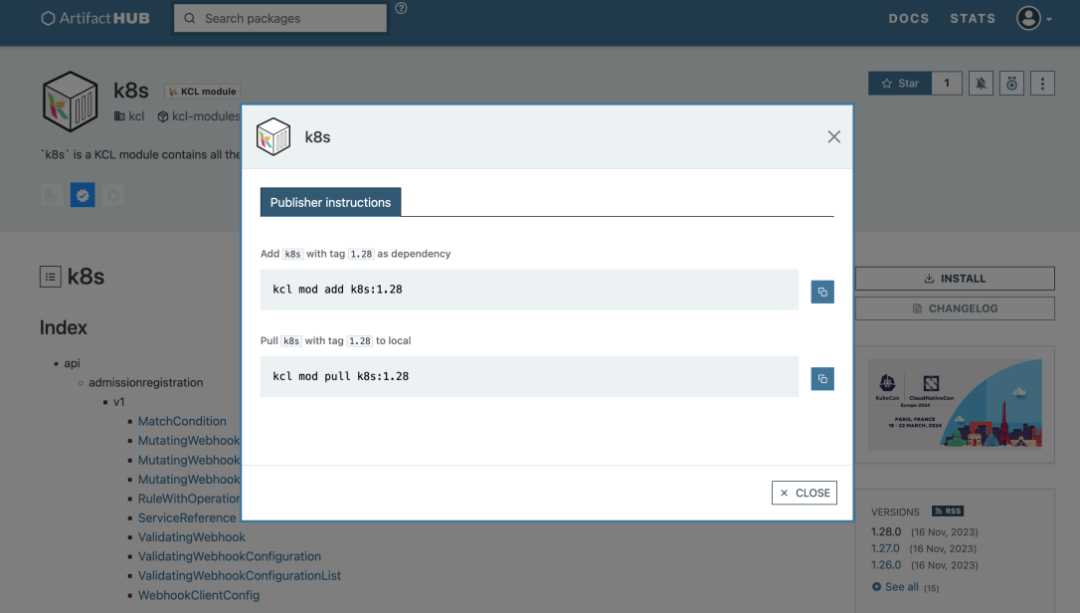 ArtifactHUB
Search packages
?
DOCS STATS
k8s KCL module
kcl kcl-modules
Star 1
`k8s` is a KCL module contains all the
k8s
Publisher instructions
Add k8s with tag 1.28 as dependency
kcl mod add k8s:1.28
Pull k8s with tag 1.28 to local
kcl mod pull k8s:1.28
CLOSE
k8s
Index
api
admissionregistration
v1
MatchCondition
MutatingWebhook
MutatingWebhook
MutatingWebhook
RuleWithOperation
ServiceReference
ValidatingWebhook
ValidatingWebhookConfiguration
ValidatingWebhookConfigurationList
WebhookClientConfig
INSTALL
CHANGELOG
KubeCon CloudNativeCon
Europe 2024
PARIS, FRANCE
19 - 22 MARCH, 2024
VERSIONS RSS
1.28.0 (16 Nov, 2023)
1.27.0 (16 Nov, 2023)
1.26.0 (16 Nov, 2023)
See all (15)